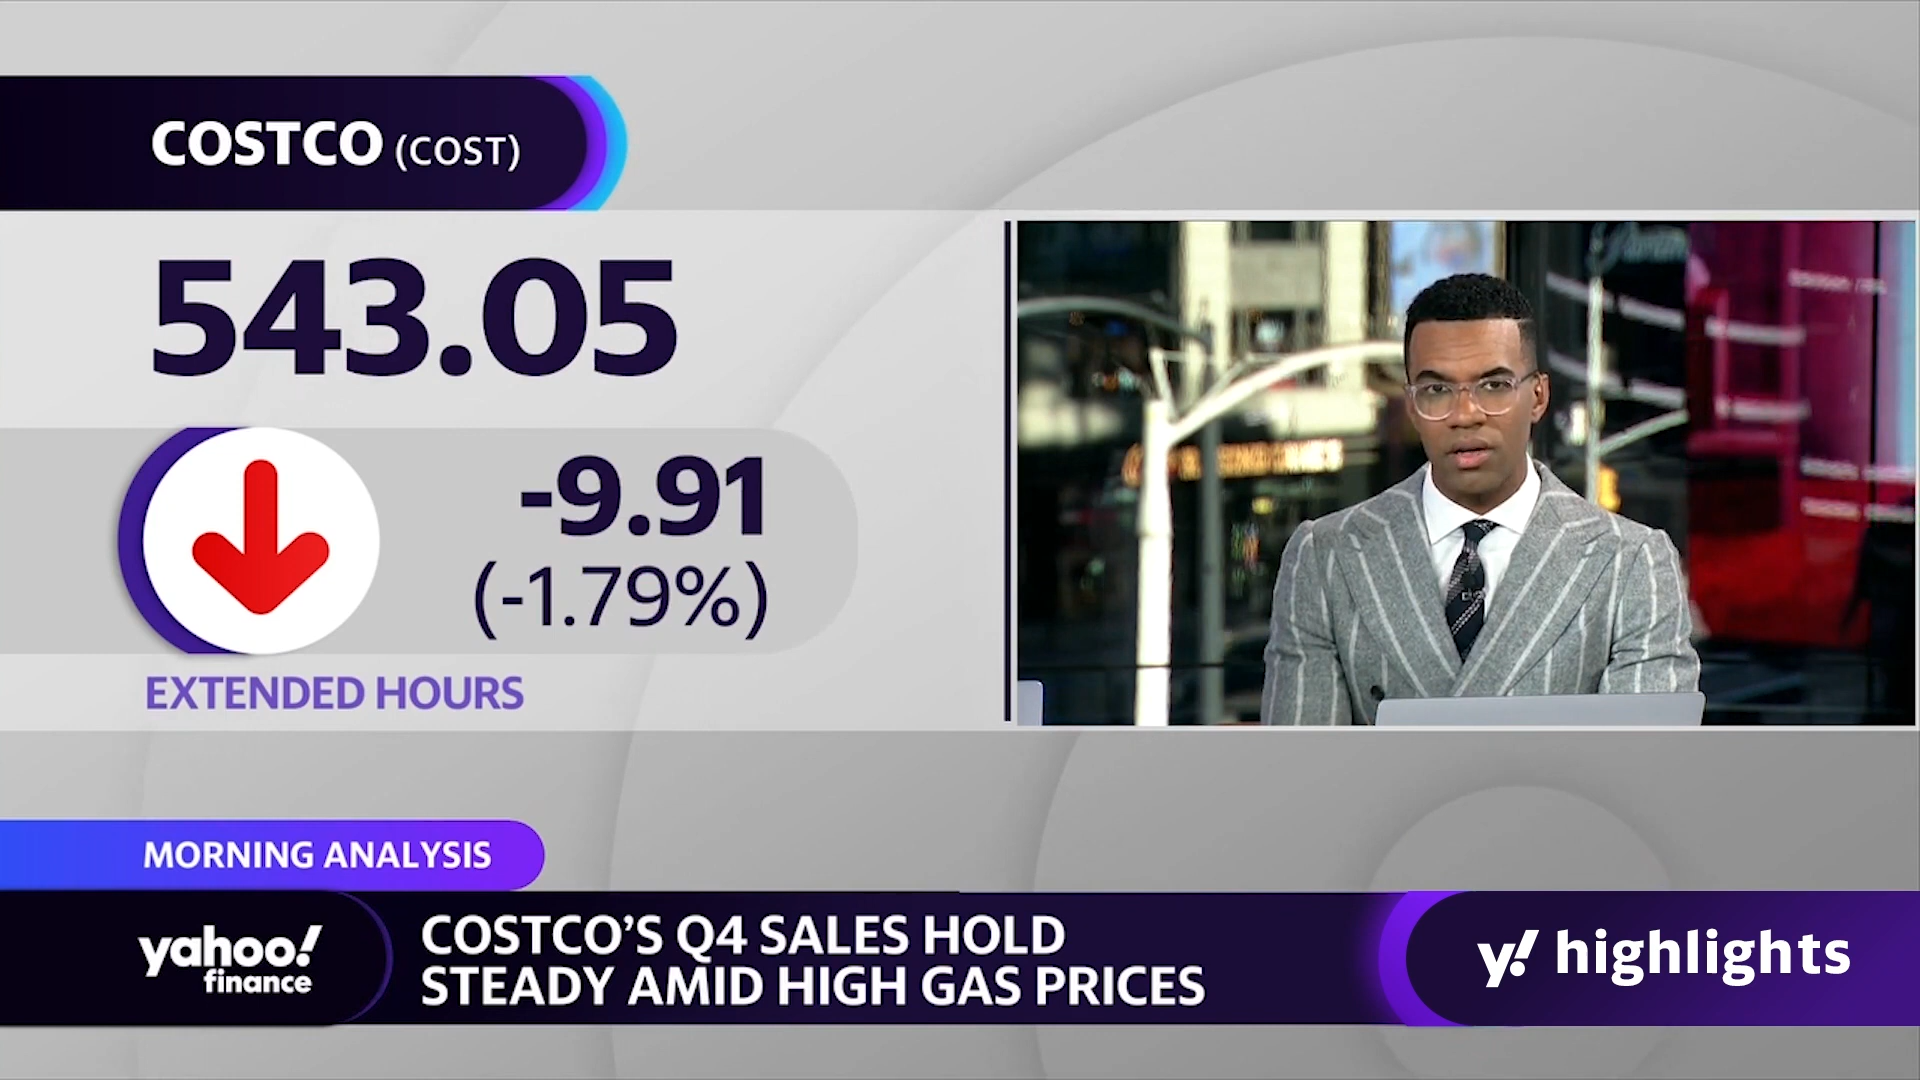 COSTCO (COST)
543.05
-9.91
(-1.79%)
EXTENDED HOURS
MORNING ANALYSIS
yahoo!
finance
COSTCO'S Q4 SALES HOLD
STEADY AMID HIGH GAS PRICES
y! highlights